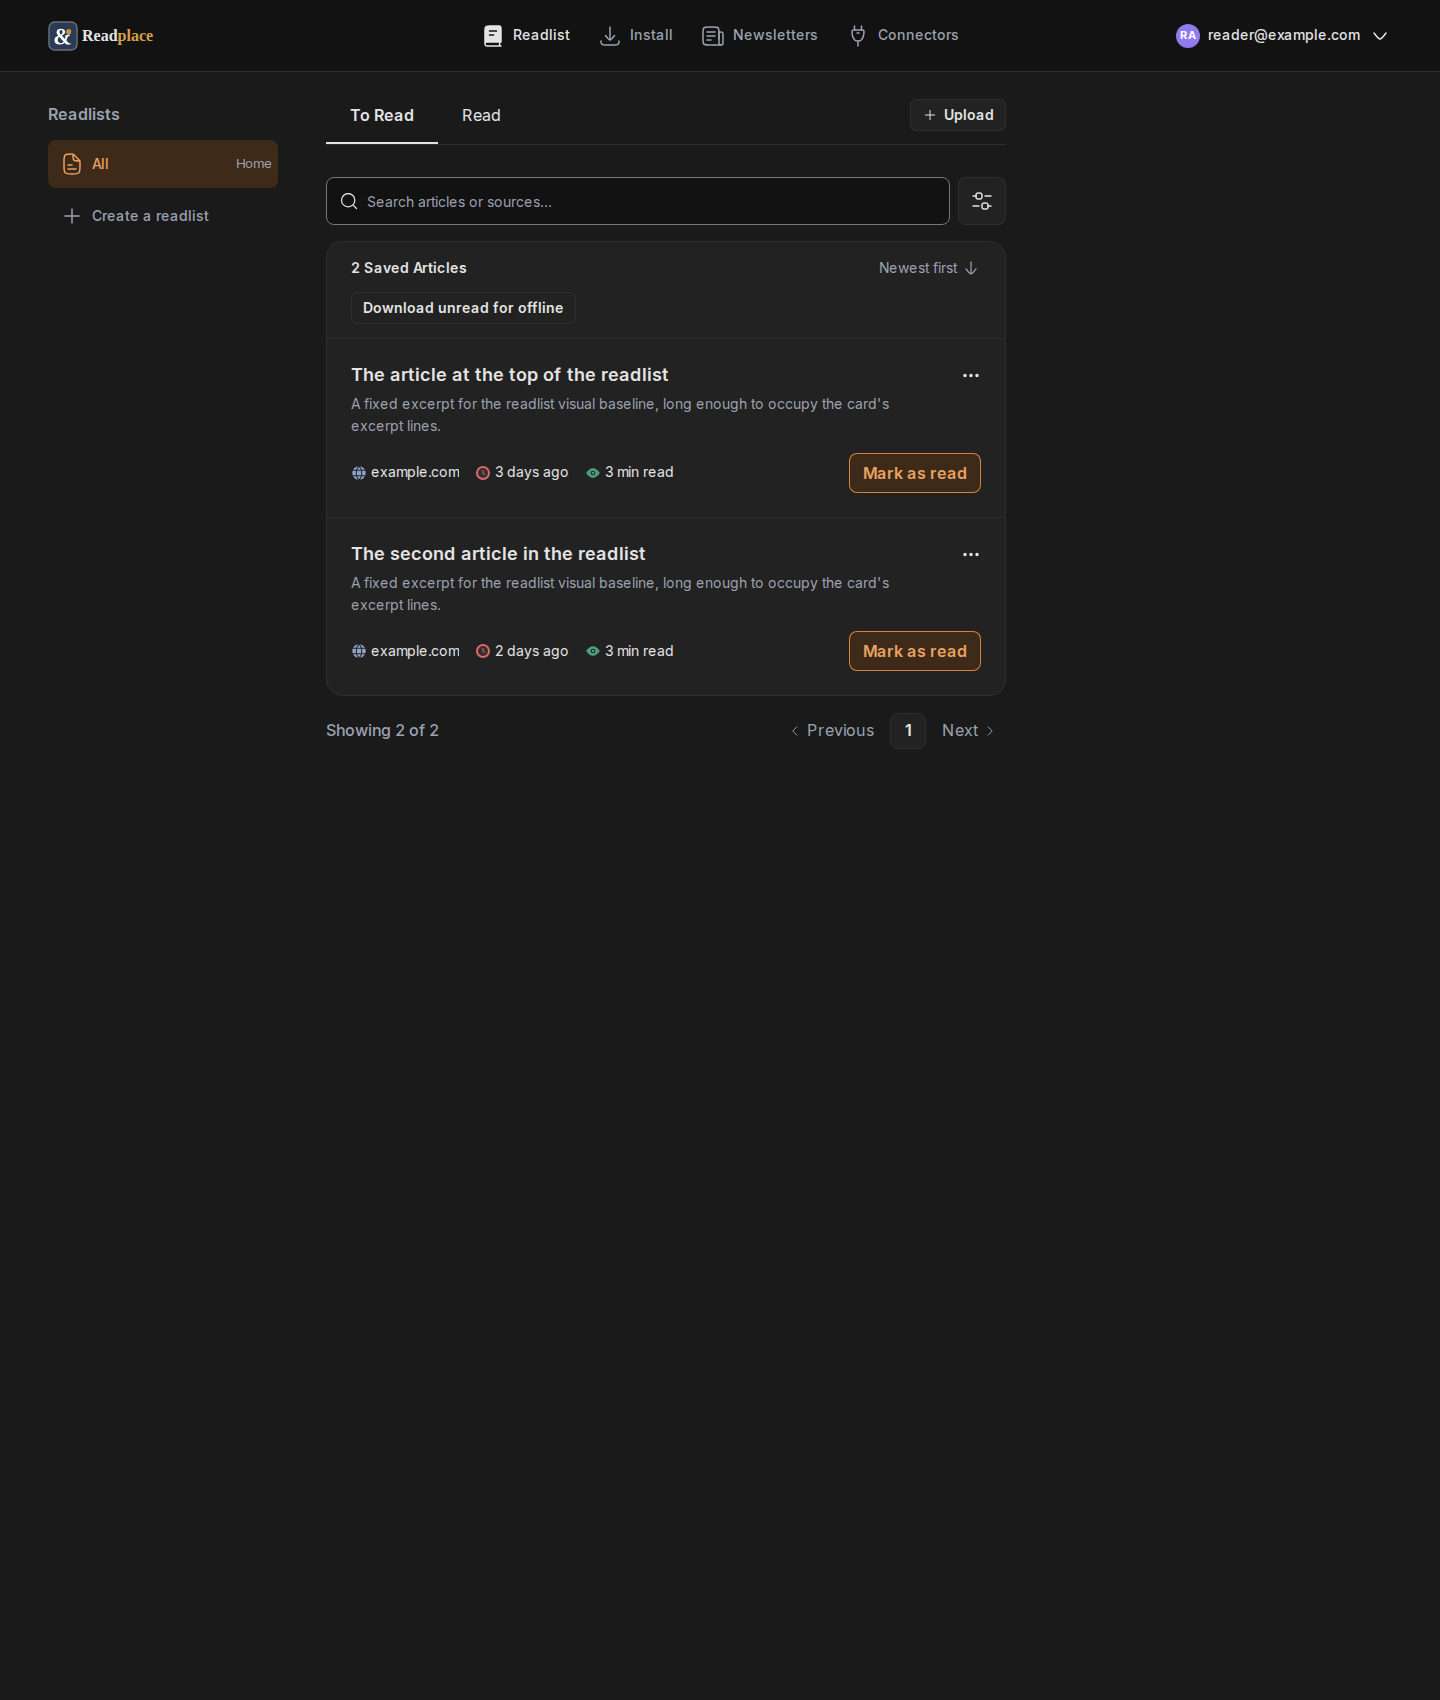 & Readplace
Readlist
Install
Newsletters
Connectors
RA reader@example.com
Readlists
All
Home
Create a readlist
To Read
Read
+ Upload
Search articles or sources...
2 Saved Articles
Newest first
Download unread for offline
The article at the top of the readlist
A fixed excerpt for the readlist visual baseline, long enough to occupy the card's
excerpt lines.
example.com
3 days ago
3 min read
Mark as read
The second article in the readlist
A fixed excerpt for the readlist visual baseline, long enough to occupy the card's
excerpt lines.
example.com
2 days ago
3 min read
Mark as read
Showing 2 of 2
Previous
1
Next